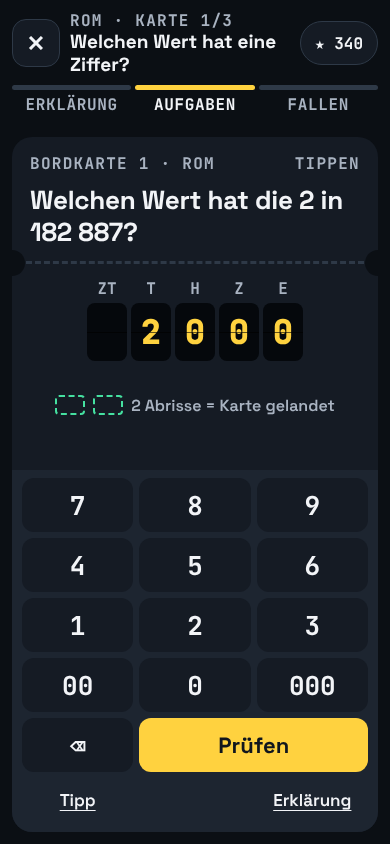 ✕
ROM · KARTE 1/3
Welchen Wert hat eine
Ziffer?
★ 340
ERKLÄRUNG AUFGABEN FALLEN
BORDKARTE 1 · ROM TIPPEN
Welchen Wert hat die 2 in
182 887?
ZT T H Z E
2 0 0 0
2 Abrisse = Karte gelandet
7 8 9
4 5 6
1 2 3
00 0 000
⌫ Prüfen
Tipp Erklärung